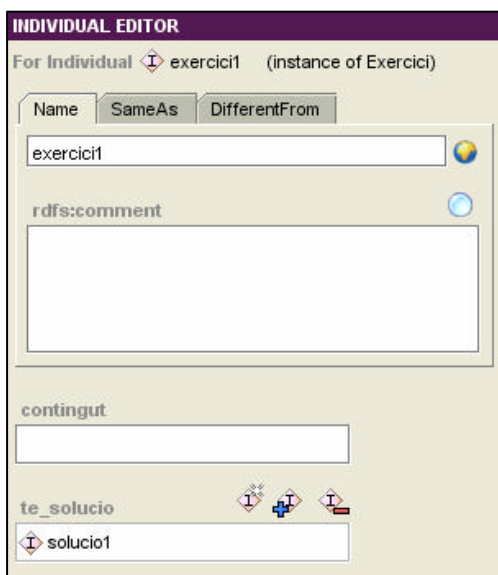 INDIVIDUAL EDITOR
For Individual exercici1 (instance of Exercici)
Name SameAs DifferentFrom
exercici1
rdfs:comment
contingut
te_solucio
solucio1